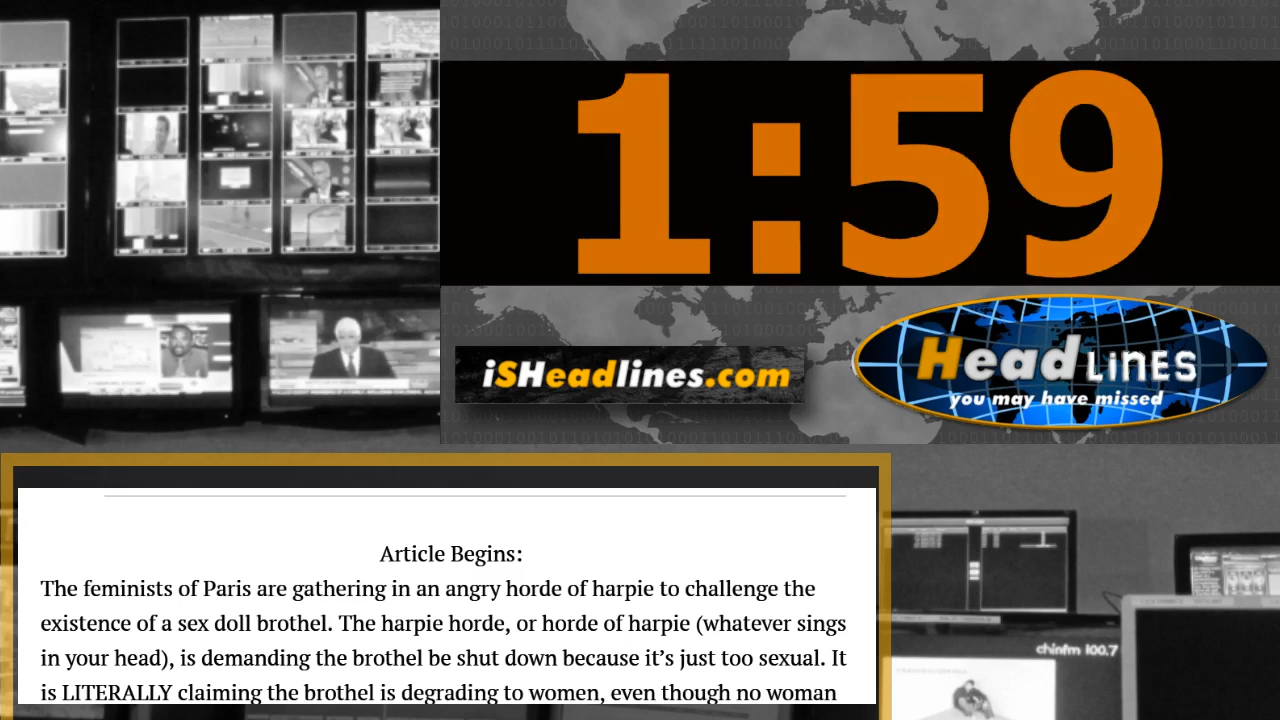 1:59
iSHeadlines.com
HeadLINES
you may have missed
Article Begins:
The feminists of Paris are gathering in an angry horde of harpie to challenge the
existence of a sex doll brothel. The harpie horde, or horde of harpie (whatever sings
in your head), is demanding the brothel be shut down because it’s just too sexual. It
is LITERALLY claiming the brothel is degrading to women, even though no woman
chinfm 100.7